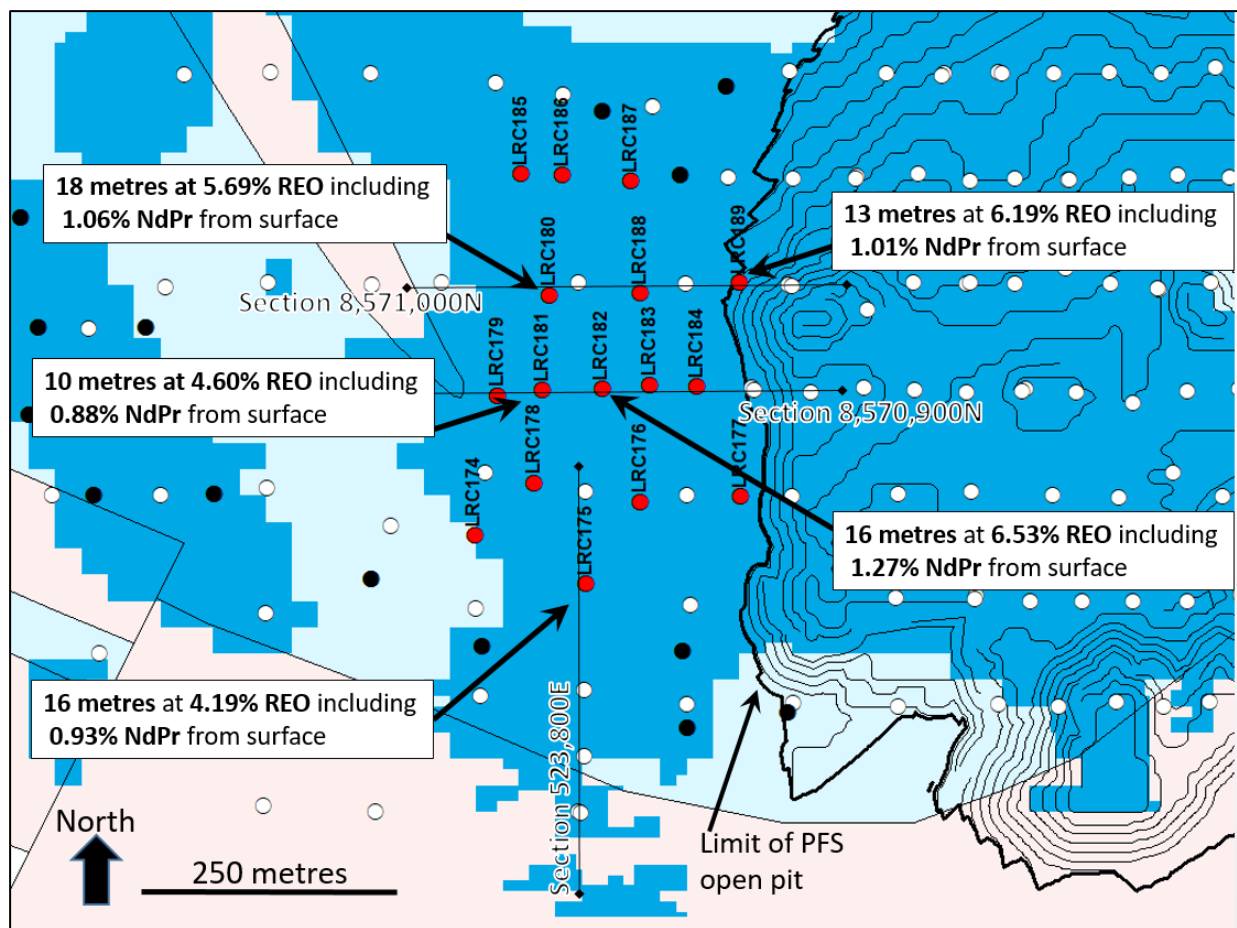 LRC185
LRC186
LRC187
18 metres at 5.69% REO including
1.06% NdPr from surface
13 metres at 6.19% REO including
1.01% NdPr from surface
LRC180
LRC188
LRC189
Section 8,571,000N
LRC179
LRC181
LRC182
LRC183
LRC184
10 metres at 4.60% REO including
0.88% NdPr from surface
Section 8,570,900N
LRC178
LRC176
LRC177
LRC174
LRC175
16 metres at 6.53% REO including
1.27% NdPr from surface
16 metres at 4.19% REO including
0.93% NdPr from surface
Section 523,800E
North
250 metres
Limit of PFS
open pit